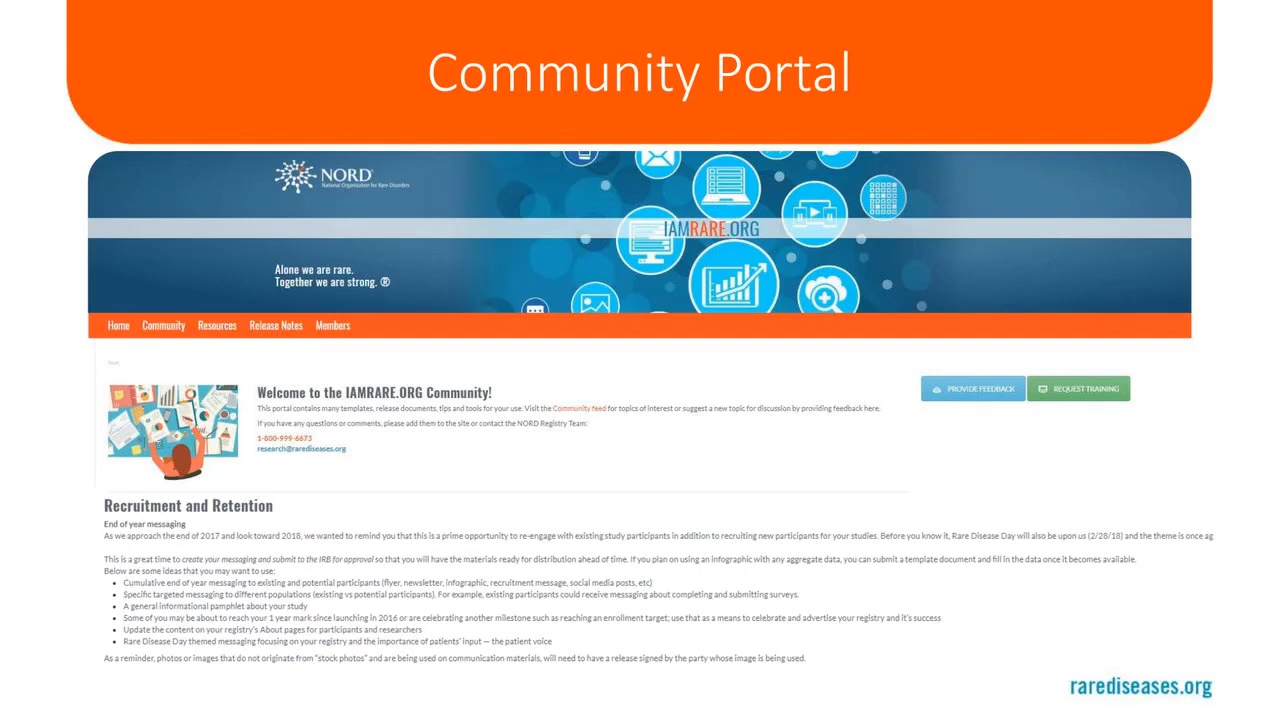 Community Portal
NORD®
National Organization for Rare Disorders
IAMRARE.ORG
Alone we are rare.
Together we are strong. ®
Home Community Resources Release Notes Members
Welcome to the IAMRARE.ORG Community!
PROVIDE FEEDBACK REQUEST TRAINING
This portal contains many templates, release documents, tips and tools for your use. Visit the Community feed for topics of interest or suggest a new topic for discussion by providing feedback here.
If you have any questions or comments, please add them to the site or contact the NORD Registry Team:
1-800-999-6673
research@rarediseases.org
Recruitment and Retention
End of year messaging
As we approach the end of 2017 and look toward 2018, we wanted to remind you that this is a prime opportunity to re-engage with existing study participants in addition to recruiting new participants for your studies. Before you know it, Rare Disease Day will also be upon us (2/28/18) and the theme is once ag
This is a great time to create your messaging and submit to the IRB for approval so that you will have the materials ready for distribution ahead of time. If you plan on using an infographic with any aggregate data, you can submit a template document and fill in the data once it becomes available.
Below are some ideas that you may want to use:
• Cumulative end of year messaging to existing and potential participants (flyer, newsletter, infographic, recruitment message, social media posts, etc)
• Specific targeted messaging to different populations (existing vs potential participants). For example, existing participants could receive messaging about completing and submitting surveys.
• A general informational pamphlet about your study
• Some of you may be about to reach your 1 year mark since launching in 2016 or are celebrating another milestone such as reaching an enrollment target; use that as a means to celebrate and advertise your registry and it's success
• Update the content on your registry's About pages for participants and researchers
• Rare Disease Day themed messaging focusing on your registry and the importance of patients' input — the patient voice
As a reminder, photos or images that do not originate from "stock photos" and are being used on communication materials, will need to have a release signed by the party whose image is being used.
rarediseases.org